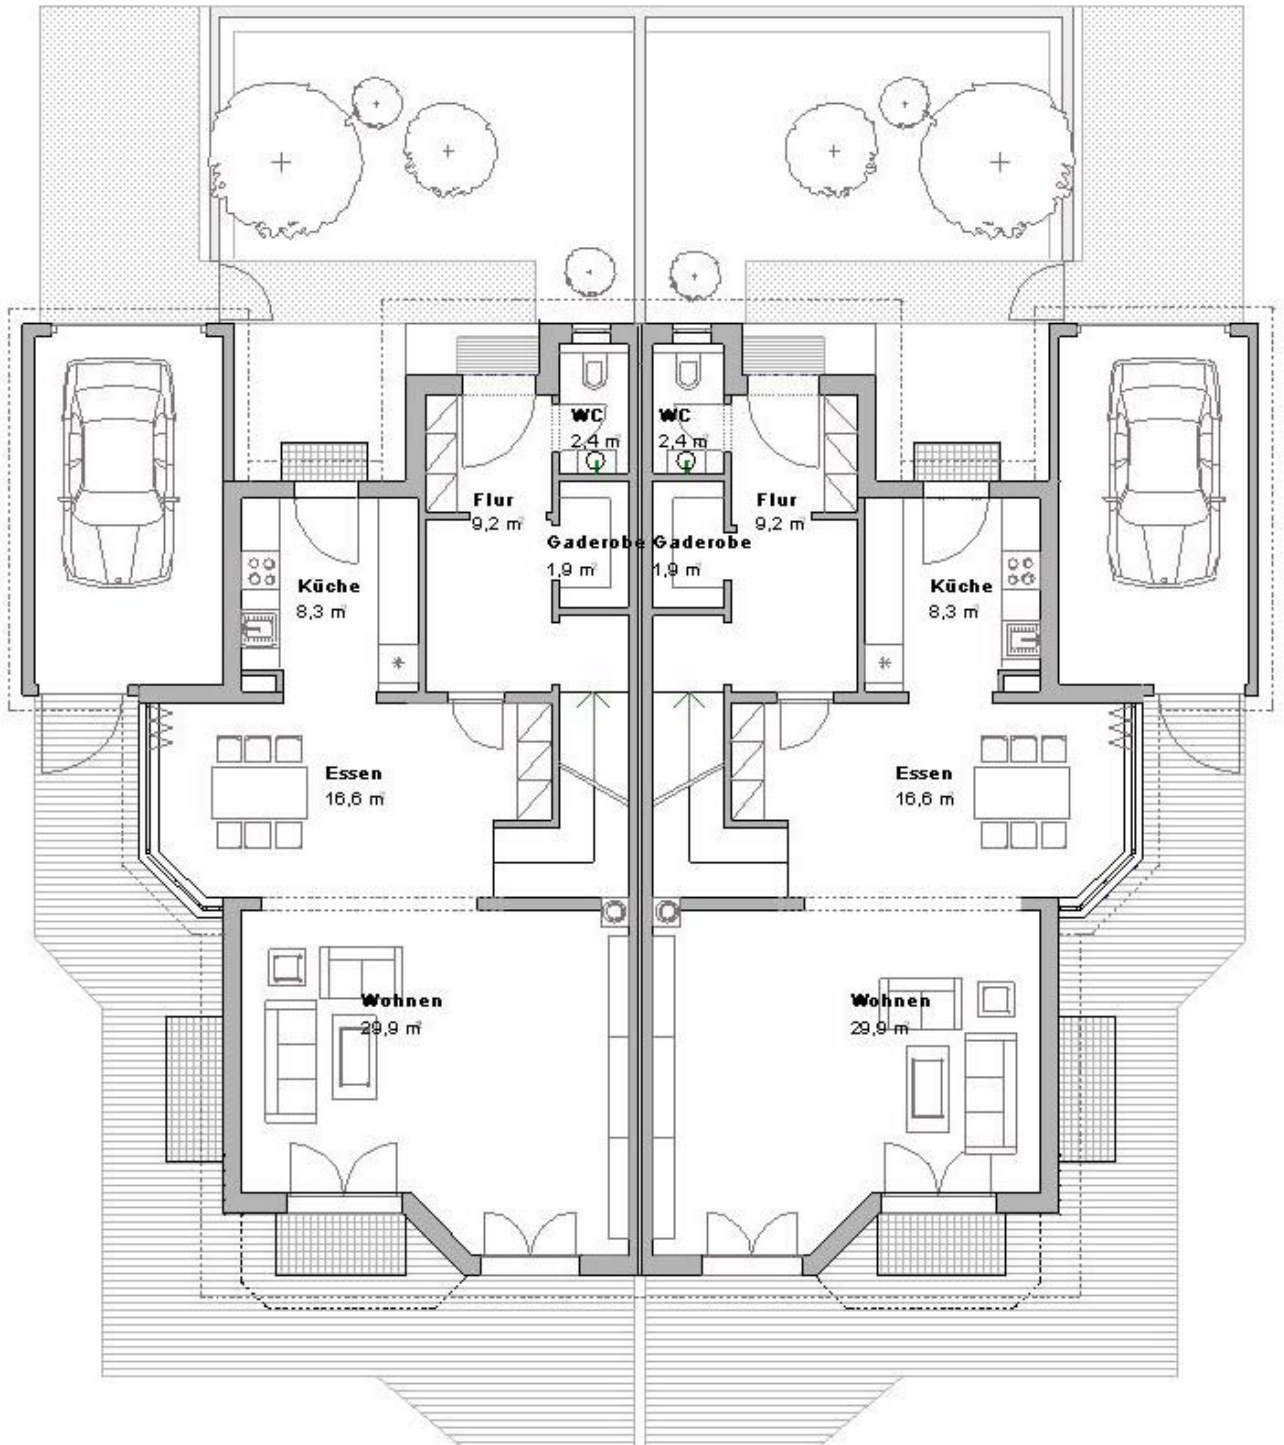 WC
2,4 m²
WC
2,4 m²
Flur
9,2 m²
Flur
9,2 m²
Gaderobe
1,9 m²
Gaderobe
1,9 m²
Küche
8,3 m²
Küche
8,3 m²
Essen
16,6 m²
Essen
16,6 m²
Wohnen
29,9 m²
Wohnen
29,9 m²